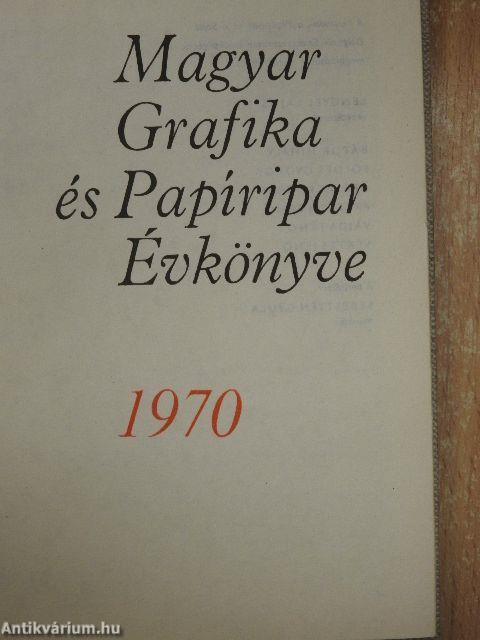 Magyar
Grafika
és Papíripar
Évkönyve
1970
Antikvárium.hu